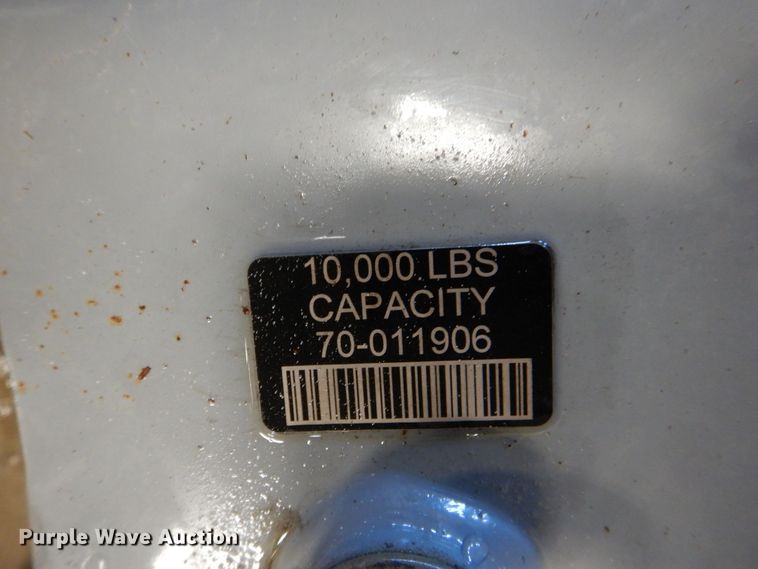 10,000 LBS
CAPACITY
70-011906
Purple Wave Auction